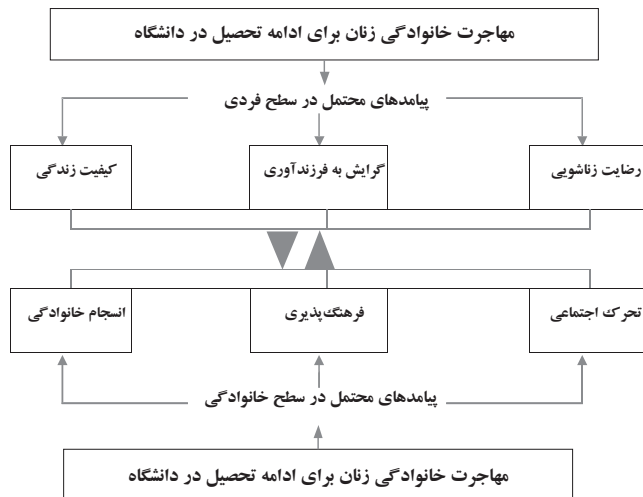 مهاجرت خانوادگی زنان برای ادامه تحصیل در دانشگاه
پیامدهای محتمل در سطح فردی
رضایت زناشویی
گرایش به فرزندآوری
کیفیت زندگی
تحرک اجتماعی
فرهنگ‌پذیری
انسجام خانوادگی
پیامدهای محتمل در سطح خانوادگی
مهاجرت خانوادگی زنان برای ادامه تحصیل در دانشگاه